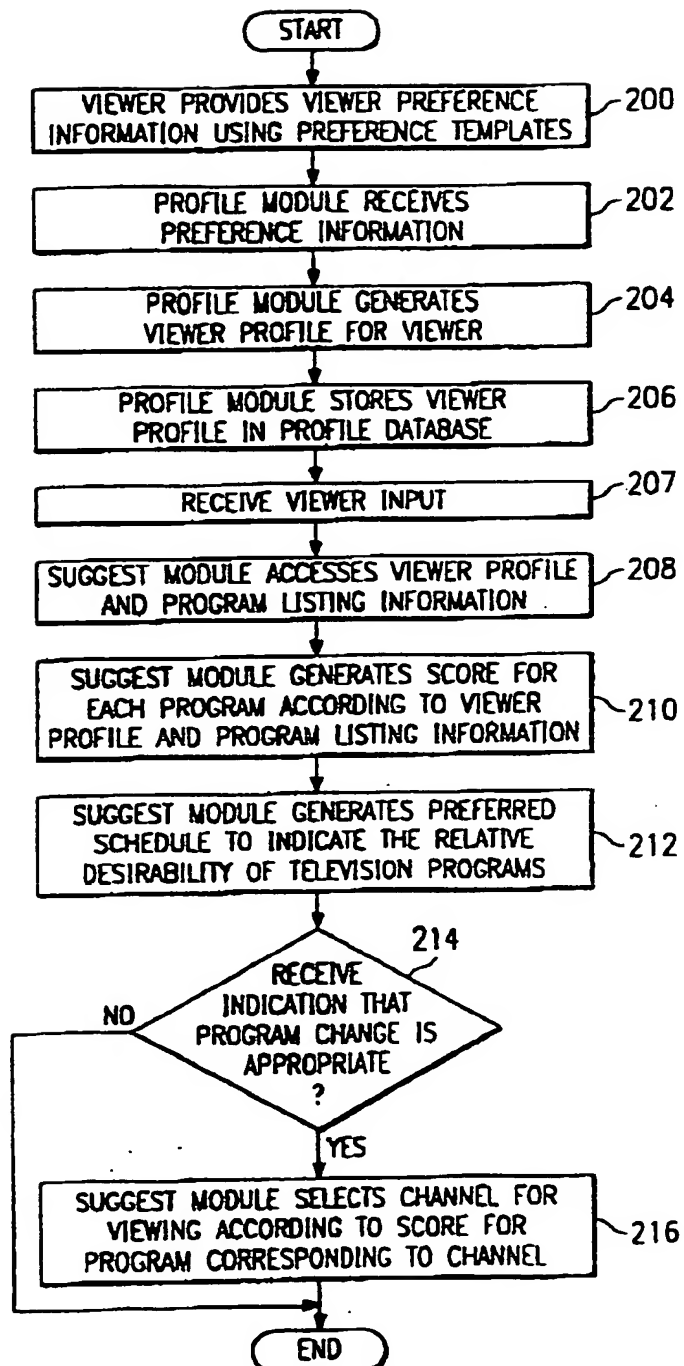 START
VIEWER PROVIDES VIEWER PREFERENCE
INFORMATION USING PREFERENCE TEMPLATES
200
PROFILE MODULE RECEIVES
PREFERENCE INFORMATION
202
PROFILE MODULE GENERATES
VIEWER PROFILE FOR VIEWER
204
PROFILE MODULE STORES VIEWER
PROFILE IN PROFILE DATABASE
206
RECEIVE VIEWER INPUT
207
SUGGEST MODULE ACCESSES VIEWER PROFILE
AND PROGRAM LISTING INFORMATION
208
SUGGEST MODULE GENERATES SCORE FOR
EACH PROGRAM ACCORDING TO VIEWER
PROFILE AND PROGRAM LISTING INFORMATION
210
SUGGEST MODULE GENERATES PREFERRED
SCHEDULE TO INDICATE THE RELATIVE
DESIRABILITY OF TELEVISION PROGRAMS
212
214
RECEIVE
INDICATION THAT
PROGRAM CHANGE IS
APPROPRIATE
?
NO
YES
SUGGEST MODULE SELECTS CHANNEL FOR
VIEWING ACCORDING TO SCORE FOR
PROGRAM CORRESPONDING TO CHANNEL
216
END